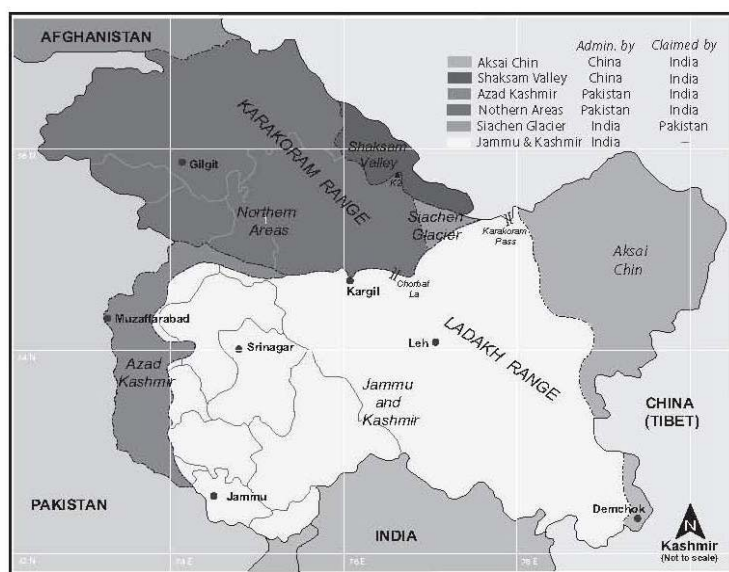 AFGHANISTAN
Admin. by Claimed by
Aksai Chin China India
Shaksam Valley China India
Azad Kashmir Pakistan India
Nothern Areas Pakistan India
Siachen Glacier India Pakistan
Jammu & Kashmir India –
KARAKORAM RANGE
Shaksam
Valley
K2
Gilgit
Northern
Areas
Siachen
Glacier
Karakoram
Pass
Aksai
Chin
Chorbat
La
Kargil
Muzaffarabad
Srinagar
Leh
LADAKH RANGE
Azad
Kashmir
Jammu
and
Kashmir
CHINA
(TIBET)
PAKISTAN
Jammu
INDIA
Demchok
N
Kashmir
(Not to scale)
76 E